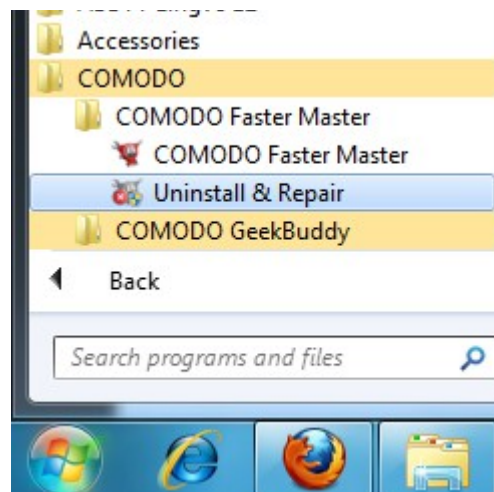 Accessories
COMODO
COMODO Faster Master
COMODO Faster Master
Uninstall & Repair
COMODO GeekBuddy
Back
Search programs and files